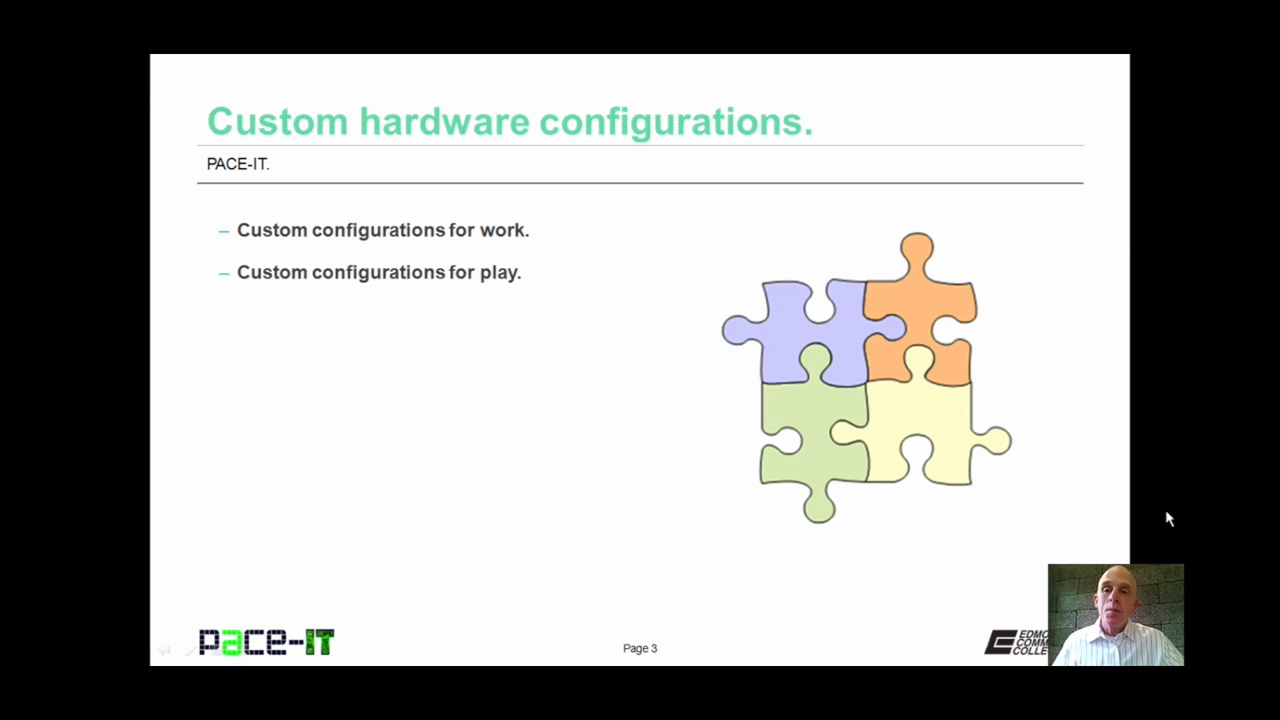 Custom hardware configurations.
PACE-IT.
– Custom configurations for work.
– Custom configurations for play.
pace-IT
Page 3